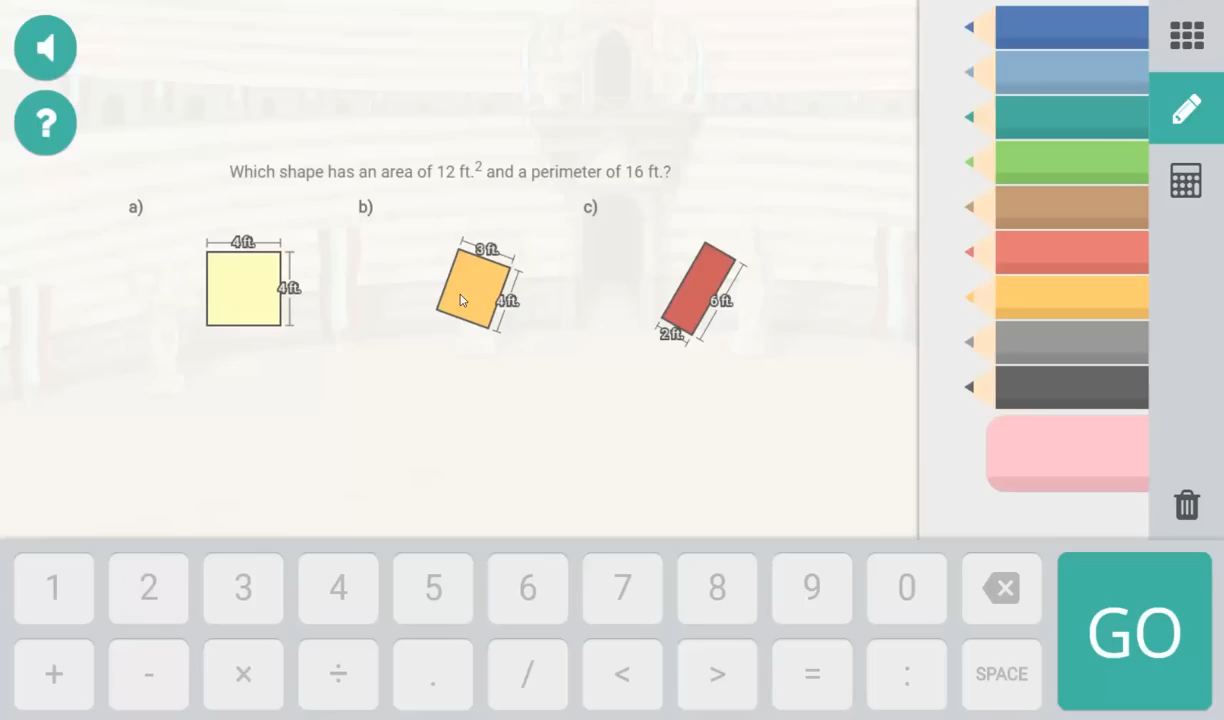 ?
Which shape has an area of 12 ft.² and a perimeter of 16 ft.?
a) b) c)
4 ft. 3 ft.
4 ft. 4 ft. 6 ft.
2 ft.
1 2 3 4 5 6 7 8 9 0
+ - × ÷ . / < > = : SPACE
GO